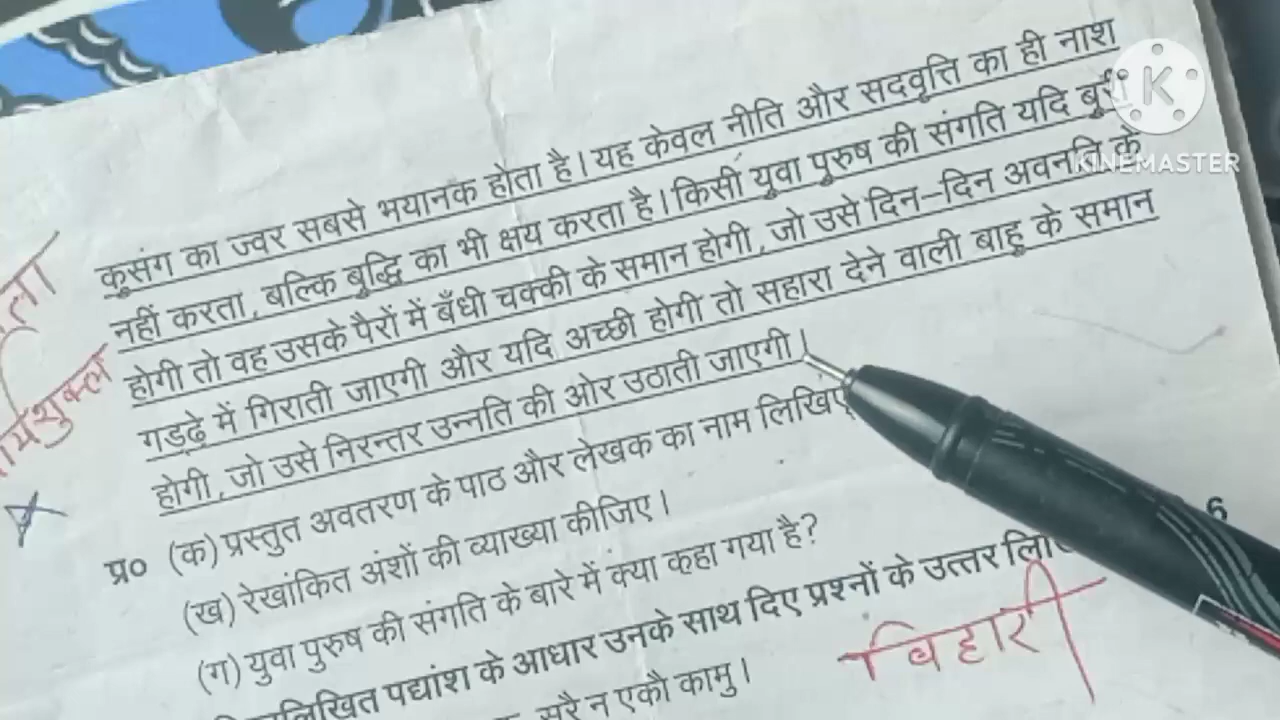 कुसंग का ज्वर सबसे भयानक होता है। यह केवल नीति और सदवृत्ति का ही नाश
नहीं करता, बल्कि बुद्धि का भी क्षय करता है। किसी युवा पुरुष की संगति यदि बुरी
होगी तो वह उसके पैरों में बँधी चक्की के समान होगी, जो उसे दिन–दिन अवनति के
गड्ढ़े में गिराती जाएगी और यदि अच्छी होगी तो सहारा देने वाली बाहु के समान
होगी, जो उसे निरन्तर उन्नति की ओर उठाती जाएगी।
प्र० (क) प्रस्तुत अवतरण के पाठ और लेखक का नाम लिखिए
(ख) रेखांकित अंशों की व्याख्या कीजिए।
(ग) युवा पुरुष की संगति के बारे में क्या कहा गया है?
6
लिखित पद्यांश के आधार उनके साथ दिए प्रश्नों के उत्तर
सरै न एकौ कामु।
बिहारी
K
KINEMASTER